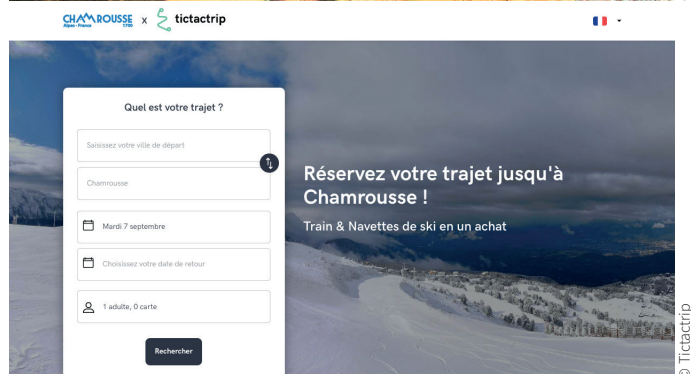 CHAMROUSSE
Alpes - France 1700
x
tictactrip
Quel est votre trajet ?
Saisissez votre ville de départ
Chamrousse
Mardi 7 septembre
Choisissez votre date de retour
1 adulte, 0 carte
Rechercher
Réservez votre trajet jusqu'à
Chamrousse !
Train & Navettes de ski en un achat
© Tictactrip